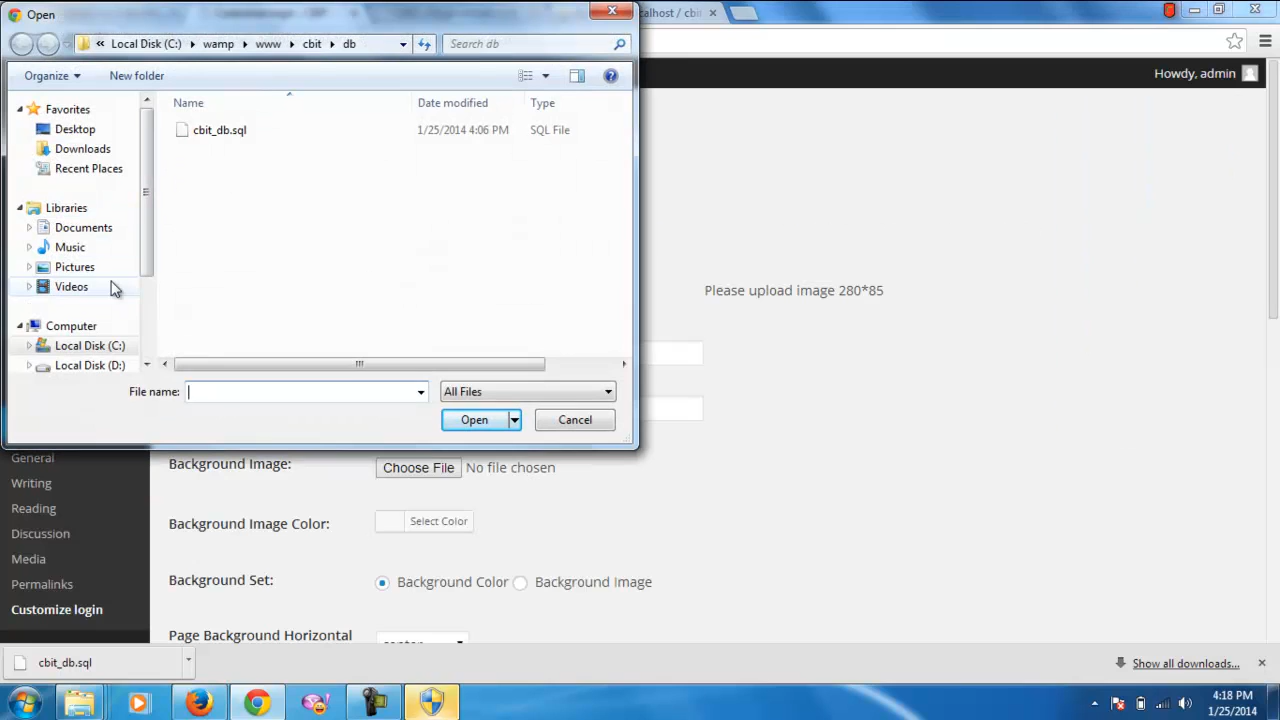 Open
calhost / cbi
« Local Disk (C:) ▸ wamp ▸ www ▸ cbit ▸ db
Search db
Organize
New folder
Howdy, admin
Favorites
Desktop
Downloads
Recent Places
Libraries
Documents
Music
Pictures
Videos
Computer
Local Disk (C:)
Local Disk (D:)
Name
Date modified
Type
cbit_db.sql
1/25/2014 4:06 PM
SQL File
File name:
All Files
Open
Cancel
Please upload image 280*85
General
Writing
Reading
Discussion
Media
Permalinks
Customize login
Background Image:
Choose File No file chosen
Background Image Color:
Select Color
Background Set:
Background Color
Background Image
Page Background Horizontal
center
cbit_db.sql
Show all downloads...
4:18 PM
1/25/2014